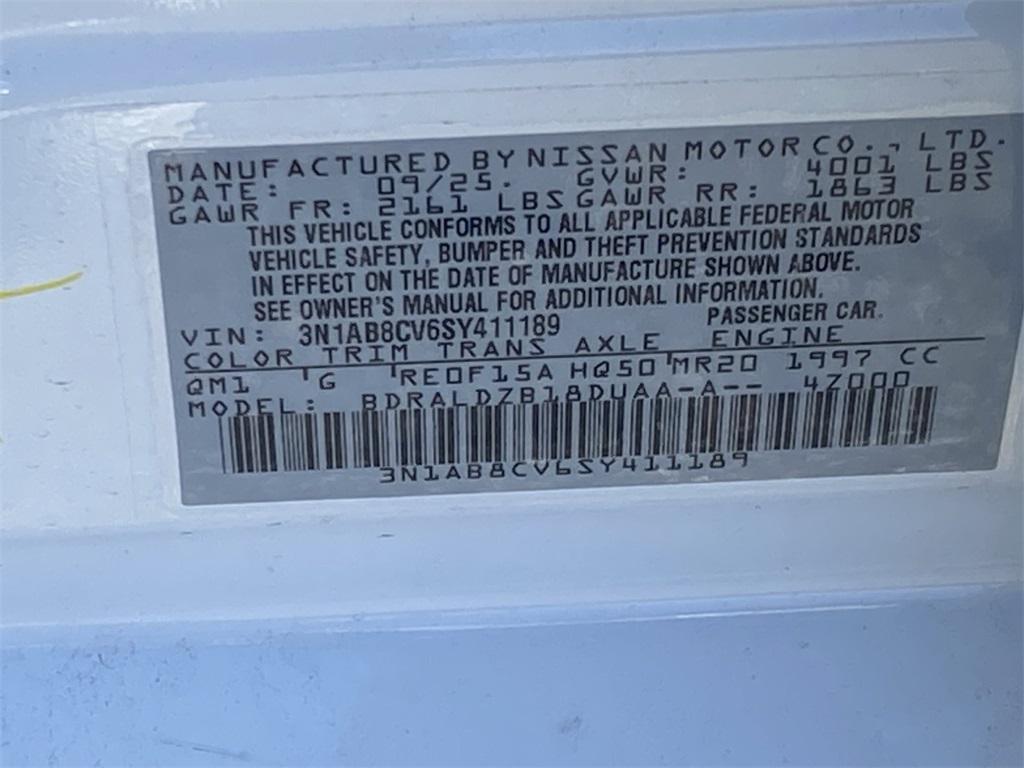 MANUFACTURED BY NISSAN MOTOR CO., LTD.
DATE: 09/25. GVWR: 4001 LBS
GAWR FR: 2161 LBS GAWR RR: 1863 LBS
THIS VEHICLE CONFORMS TO ALL APPLICABLE FEDERAL MOTOR
VEHICLE SAFETY, BUMPER AND THEFT PREVENTION STANDARDS
IN EFFECT ON THE DATE OF MANUFACTURE SHOWN ABOVE.
SEE OWNER'S MANUAL FOR ADDITIONAL INFORMATION.
VIN: 3N1AB8CV6SY411189 PASSENGER CAR.
COLOR TRIM TRANS AXLE ENGINE
QM1 G RE0F15A HQ50 MR20 1997 CC
MODEL: BDRALDZB18DUAA-A-- 4Z000
3N1AB8CV6SY411189